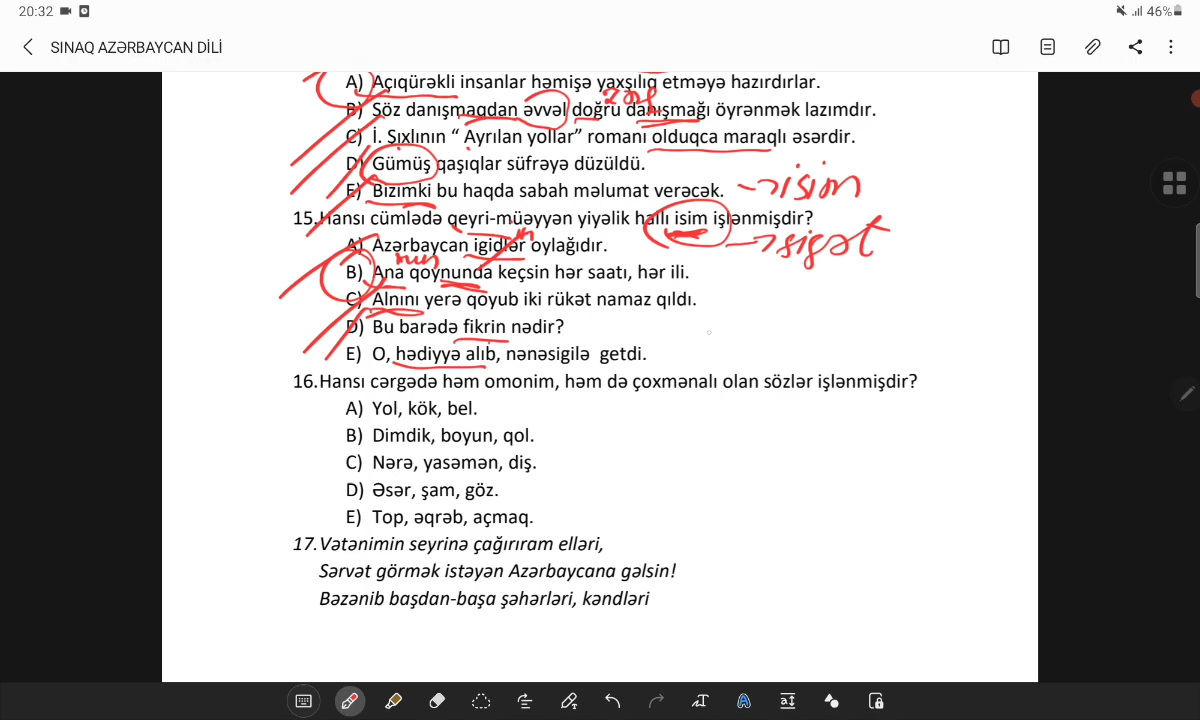 20:32
46%
SINAQ AZƏRBAYCAN DİLİ
A) Açıqürəkli insanlar həmişə yaxşılıq etməyə hazırdırlar.
zərf
B) Söz danışmaqdan əvvəl doğru danışmağı öyrənmək lazımdır.
C) İ. Şıxlının “ Ayrılan yollar” romanı olduqca maraqlı əsərdir.
D) Gümüş qaşıqlar süfrəyə düzüldü.
E) Bizimki bu haqda sabah məlumat verəcək. → isim
15.Hansı cümlədə qeyri-müəyyən yiyəlik hallı isim işlənmişdir?
→ sifət
A) Azərbaycan igidlər oylağıdır.
B) Ana qoynunda keçsin hər saatı, hər ili.
C) Alnını yerə qoyub iki rükət namaz qıldı.
D) Bu barədə fikrin nədir?
E) O, hədiyyə alıb, nənəsigilə getdi.
16.Hansı cərgədə həm omonim, həm də çoxmənalı olan sözlər işlənmişdir?
A) Yol, kök, bel.
B) Dimdik, boyun, qol.
C) Nərə, yasəmən, diş.
D) Əsər, şam, göz.
E) Top, əqrəb, açmaq.
17.Vətənimin seyrinə çağırıram elləri,
Sərvət görmək istəyən Azərbaycana gəlsin!
Bəzənib başdan-başa şəhərləri, kəndləri